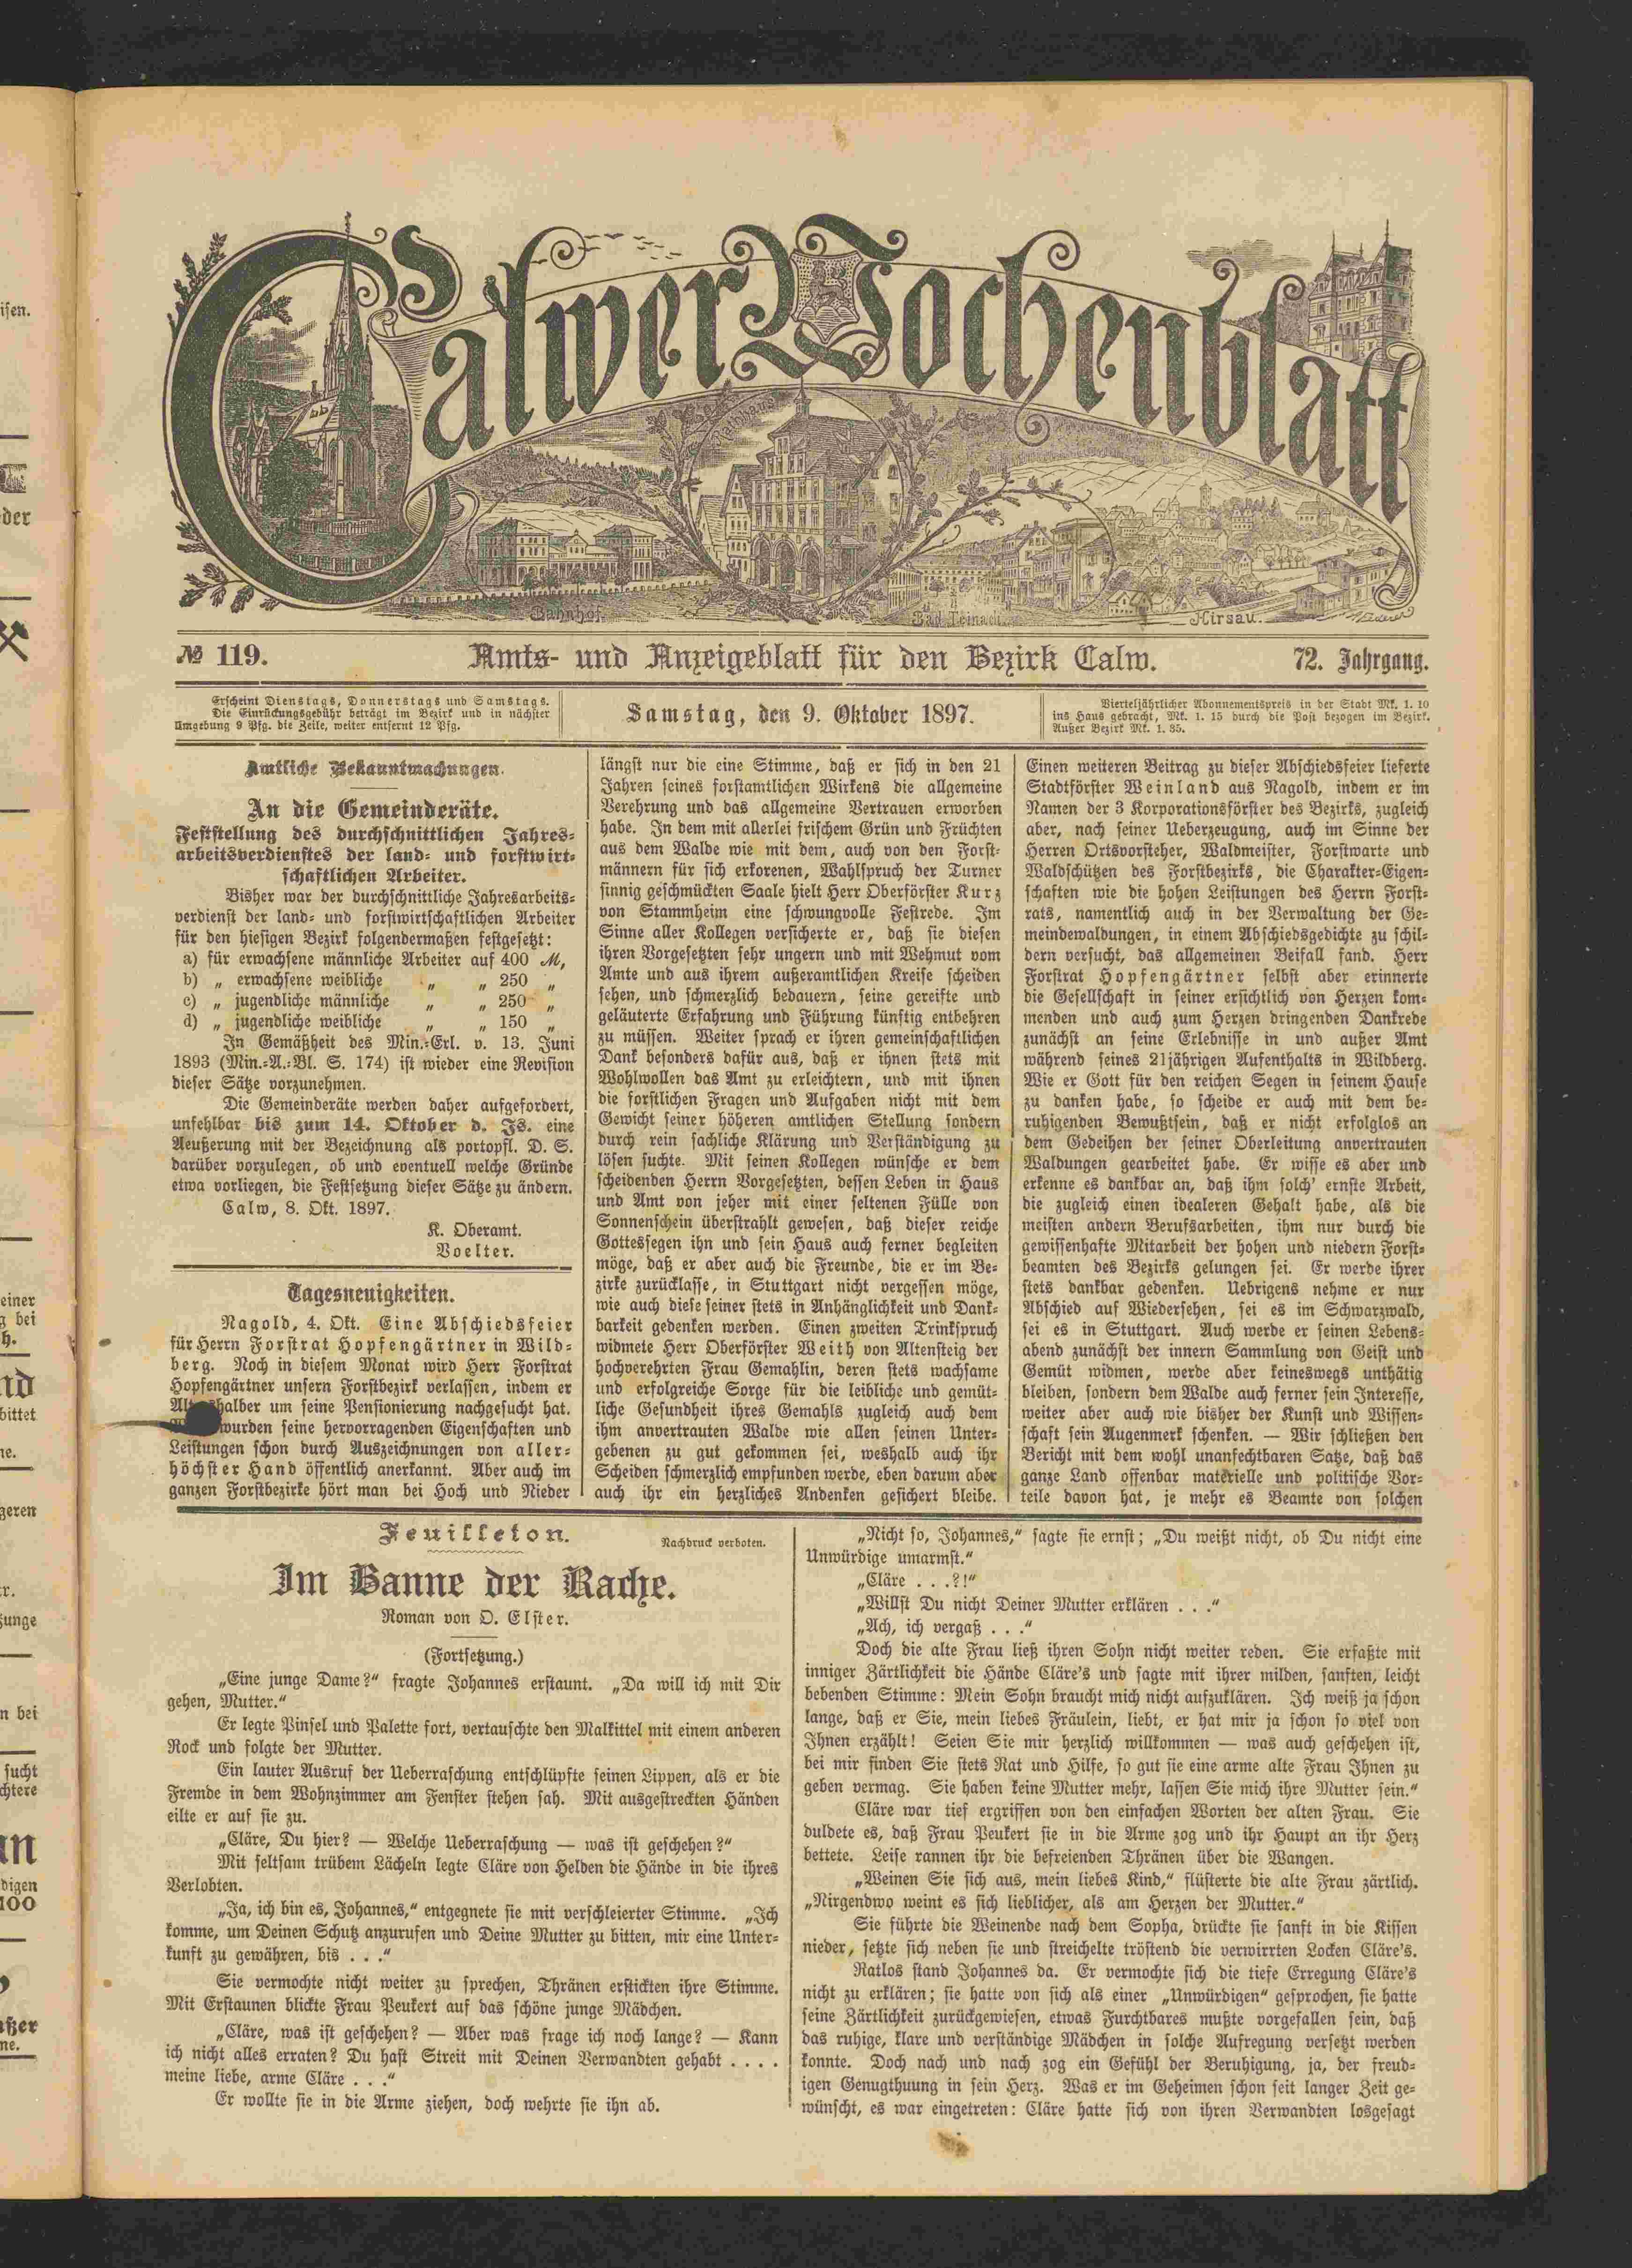 Calwer Wochenblatt
Rathaus
Bahnhof.
Bad Teinach.
Hirsau.
№ 119.
Amts- und Anzeigeblatt für den Bezirk Calw.
72. Jahrgang.
Erscheint Dienstags, Donnerstags und Samstags.
Die Einrückungsgebühr beträgt im Bezirk und in nächster
Umgebung 9 Pfg. die Zeile, weiter entfernt 12 Pfg.
Samstag, den 9. Oktober 1897.
Vierteljährlicher Abonnementspreis in der Stadt Mk. 1. 10
ins Haus gebracht, Mk. 1. 15 durch die Post bezogen im Bezirk.
Außer Bezirk Mk. 1. 35.
Amtliche Bekanntmachungen.
An die Gemeinderäte.
Feststellung des durchschnittlichen Jahres-
arbeitsverdienstes der land- und forstwirt-
schaftlichen Arbeiter.
Bisher war der durchschnittliche Jahresarbeits-
verdienst der land- und forstwirtschaftlichen Arbeiter
für den hiesigen Bezirk folgendermaßen festgesetzt:
a) für erwachsene männliche Arbeiter auf 400 M,
b) „ erwachsene weibliche „ „ 250 „
c) „ jugendliche männliche „ „ 250 „
d) „ jugendliche weibliche „ „ 150 „
In Gemäßheit des Min.-Erl. v. 13. Juni
1893 (Min.-A.-Bl. S. 174) ist wieder eine Revision
dieser Sätze vorzunehmen.
Die Gemeinderäte werden daher aufgefordert,
unfehlbar bis zum 14. Oktober d. Js. eine
Aeußerung mit der Bezeichnung als portopfl. D. S.
darüber vorzulegen, ob und eventuell welche Gründe
etwa vorliegen, die Festsetzung dieser Sätze zu ändern.
Calw, 8. Okt. 1897.
K. Oberamt.
Voelter.
Tagesneuigkeiten.
Nagold, 4. Okt. Eine Abschiedsfeier
für Herrn Forstrat Hopfengärtner in Wild-
berg. Noch in diesem Monat wird Herr Forstrat
Hopfengärtner unsern Forstbezirk verlassen, indem er
halber um seine Pensionierung nachgesucht hat.
wurden seine hervorragenden Eigenschaften und
Leistungen schon durch Auszeichnungen von aller-
höchster Hand öffentlich anerkannt. Aber auch im
ganzen Forstbezirke hört man bei Hoch und Nieder
längst nur die eine Stimme, daß er sich in den 21
Jahren seines forstamtlichen Wirkens die allgemeine
Verehrung und das allgemeine Vertrauen erworben
habe. In dem mit allerlei frischem Grün und Früchten
aus dem Walde wie mit dem, auch von den Forst-
männern für sich erkorenen, Wahlspruch der Turner
sinnig geschmückten Saale hielt Herr Oberförster Kurz
von Stammheim eine schwungvolle Festrede. Im
Sinne aller Kollegen versicherte er, daß sie diesen
ihren Vorgesetzten sehr ungern und mit Wehmut vom
Amte und aus ihrem außeramtlichen Kreise scheiden
sehen, und schmerzlich bedauern, seine gereifte und
geläuterte Erfahrung und Führung künftig entbehren
zu müssen. Weiter sprach er ihren gemeinschaftlichen
Dank besonders dafür aus, daß er ihnen stets mit
Wohlwollen das Amt zu erleichtern, und mit ihnen
die forstlichen Fragen und Aufgaben nicht mit dem
Gewicht seiner höheren amtlichen Stellung sondern
durch rein sachliche Klärung und Verständigung zu
lösen suchte. Mit seinen Kollegen wünsche er dem
scheidenden Herrn Vorgesetzten, dessen Leben in Haus
und Amt von jeher mit einer seltenen Fülle von
Sonnenschein überstrahlt gewesen, daß dieser reiche
Gottessegen ihn und sein Haus auch ferner begleiten
möge, daß er aber auch die Freunde, die er im Be-
zirke zurücklasse, in Stuttgart nicht vergessen möge,
wie auch diese seiner stets in Anhänglichkeit und Dank-
barkeit gedenken werden. Einen zweiten Trinkspruch
widmete Herr Oberförster Weith von Altensteig der
hochverehrten Frau Gemahlin, deren stets wachsame
und erfolgreiche Sorge für die leibliche und gemüt-
liche Gesundheit ihres Gemahls zugleich auch dem
ihm anvertrauten Walde wie allen seinen Unter-
gebenen zu gut gekommen sei, weshalb auch ihr
Scheiden schmerzlich empfunden werde, eben darum aber
auch ihr ein herzliches Andenken gesichert bleibe.
Einen weiteren Beitrag zu dieser Abschiedsfeier lieferte
Stadtförster Weinland aus Nagold, indem er im
Namen der 3 Korporationsförster des Bezirks, zugleich
aber, nach seiner Ueberzeugung, auch im Sinne der
Herren Ortsvorsteher, Waldmeister, Forstwarte und
Waldschützen des Forstbezirks, die Charakter-Eigen-
schaften wie die hohen Leistungen des Herrn Forst-
rats, namentlich auch in der Verwaltung der Ge-
meindewaldungen, in einem Abschiedsgedichte zu schil-
dern versucht, das allgemeinen Beifall fand. Herr
Forstrat Hopfengärtner selbst aber erinnerte
die Gesellschaft in seiner ersichtlich von Herzen kom-
menden und auch zum Herzen dringenden Dankrede
zunächst an seine Erlebnisse in und außer Amt
während seines 21jährigen Aufenthalts in Wildberg.
Wie er Gott für den reichen Segen in seinem Hause
zu danken habe, so scheide er auch mit dem be-
ruhigenden Bewußtsein, daß er nicht erfolglos an
dem Gedeihen der seiner Oberleitung anvertrauten
Waldungen gearbeitet habe. Er wisse es aber und
erkenne es dankbar an, daß ihm solch' ernste Arbeit,
die zugleich einen idealeren Gehalt habe, als die
meisten andern Berufsarbeiten, ihm nur durch die
gewissenhafte Mitarbeit der hohen und niedern Forst-
beamten des Bezirks gelungen sei. Er werde ihrer
stets dankbar gedenken. Uebrigens nehme er nur
Abschied auf Wiedersehen, sei es im Schwarzwald,
sei es in Stuttgart. Auch werde er seinen Lebens-
abend zunächst der innern Sammlung von Geist und
Gemüt widmen, werde aber keineswegs unthätig
bleiben, sondern dem Walde auch ferner sein Interesse,
weiter aber auch wie bisher der Kunst und Wissen-
schaft sein Augenmerk schenken. — Wir schließen den
Bericht mit dem wohl unanfechtbaren Satze, daß das
ganze Land offenbar materielle und politische Vor-
teile davon hat, je mehr es Beamte von solchen
Feuilleton.
Nachdruck verboten.
Im Banne der Rache.
Roman von O. Elster.
(Fortsetzung.)
„Eine junge Dame?“ fragte Johannes erstaunt. „Da will ich mit Dir
gehen, Mutter.“
Er legte Pinsel und Palette fort, vertauschte den Malkittel mit einem anderen
Rock und folgte der Mutter.
Ein lauter Ausruf der Ueberraschung entschlüpfte seinen Lippen, als er die
Fremde in dem Wohnzimmer am Fenster stehen sah. Mit ausgestreckten Händen
eilte er auf sie zu.
„Cläre, Du hier? — Welche Ueberraschung — was ist geschehen?“
Mit seltsam trübem Lächeln legte Cläre von Helden die Hände in die ihres
Verlobten.
„Ja, ich bin es, Johannes,“ entgegnete sie mit verschleierter Stimme. „Ich
komme, um Deinen Schutz anzurufen und Deine Mutter zu bitten, mir eine Unter-
kunft zu gewähren, bis . . .“
Sie vermochte nicht weiter zu sprechen, Thränen erstickten ihre Stimme.
Mit Erstaunen blickte Frau Peukert auf das schöne junge Mädchen.
„Cläre, was ist geschehen? — Aber was frage ich noch lange? — Kann
ich nicht alles erraten? Du hast Streit mit Deinen Verwandten gehabt . . . .
meine liebe, arme Cläre . . .“
Er wollte sie in die Arme ziehen, doch wehrte sie ihn ab.
„Nicht so, Johannes,“ sagte sie ernst; „Du weißt nicht, ob Du nicht eine
Unwürdige umarmst.“
„Cläre . . .?!“
„Willst Du nicht Deiner Mutter erklären . . .“
„Ach, ich vergaß . . .“
Doch die alte Frau ließ ihren Sohn nicht weiter reden. Sie erfaßte mit
inniger Zärtlichkeit die Hände Cläre's und sagte mit ihrer milden, sanften, leicht
bebenden Stimme: Mein Sohn braucht mich nicht aufzuklären. Ich weiß ja schon
lange, daß er Sie, mein liebes Fräulein, liebt, er hat mir ja schon so viel von
Ihnen erzählt! Seien Sie mir herzlich willkommen — was auch geschehen ist,
bei mir finden Sie stets Rat und Hilfe, so gut sie eine arme alte Frau Ihnen zu
geben vermag. Sie haben keine Mutter mehr, lassen Sie mich ihre Mutter sein.“
Cläre war tief ergriffen von den einfachen Worten der alten Frau. Sie
duldete es, daß Frau Peukert sie in die Arme zog und ihr Haupt an ihr Herz
bettete. Leise rannen ihr die befreienden Thränen über die Wangen.
„Weinen Sie sich aus, mein liebes Kind,“ flüsterte die alte Frau zärtlich.
„Nirgendwo weint es sich lieblicher, als am Herzen der Mutter.“
Sie führte die Weinende nach dem Sopha, drückte sie sanft in die Kissen
nieder, setzte sich neben sie und streichelte tröstend die verwirrten Locken Cläre's.
Ratlos stand Johannes da. Er vermochte sich die tiefe Erregung Cläre's
nicht zu erklären; sie hatte von sich als einer „Unwürdigen“ gesprochen, sie hatte
seine Zärtlichkeit zurückgewiesen, etwas Furchtbares mußte vorgefallen sein, daß
das ruhige, klare und verständige Mädchen in solche Aufregung versetzt werden
konnte. Doch nach und nach zog ein Gefühl der Beruhigung, ja, der freud-
igen Genugthuung in sein Herz. Was er im Geheimen schon seit langer Zeit ge-
wünscht, es war eingetreten: Cläre hatte sich von ihren Verwandten losgesagt